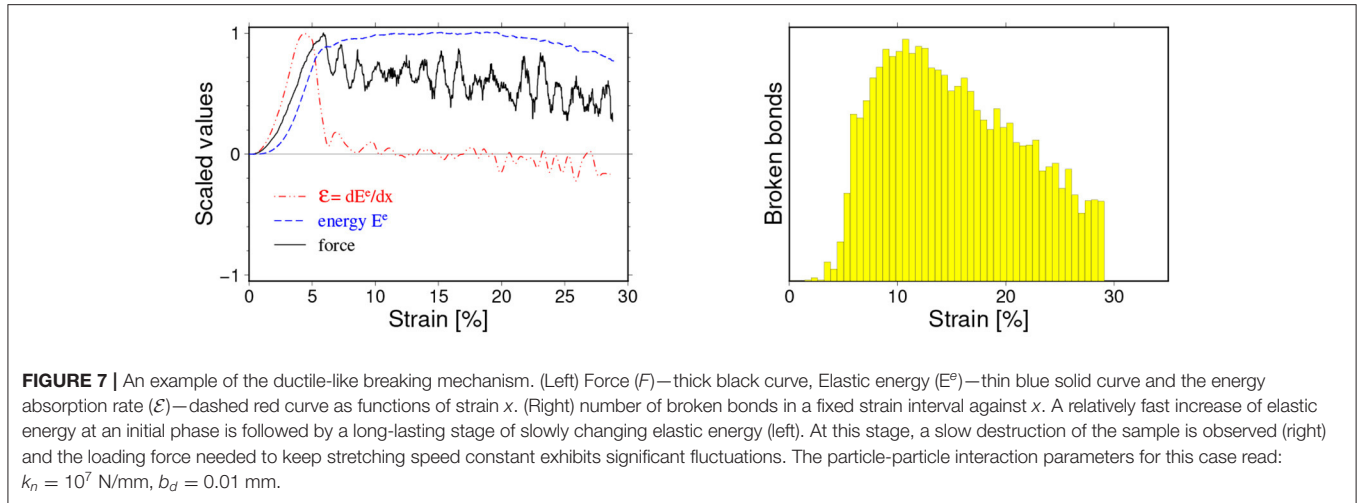 Scaled values
1
0
−1
ε= dEᵉ/dx
energy Eᵉ
force
0 5 10 15 20 25 30
Strain [%]
Broken bonds
0 10 20 30
Strain [%]
FIGURE 7 | An example of the ductile-like breaking mechanism. (Left) Force (F)—thick black curve, Elastic energy (Eᵉ)—thin blue solid curve and the energy
absorption rate (ℰ)—dashed red curve as functions of strain x. (Right) number of broken bonds in a fixed strain interval against x. A relatively fast increase of elastic
energy at an initial phase is followed by a long-lasting stage of slowly changing elastic energy (left). At this stage, a slow destruction of the sample is observed (right)
and the loading force needed to keep stretching speed constant exhibits significant fluctuations. The particle-particle interaction parameters for this case read:
kₙ = 10⁷ N/mm, b_d = 0.01 mm.